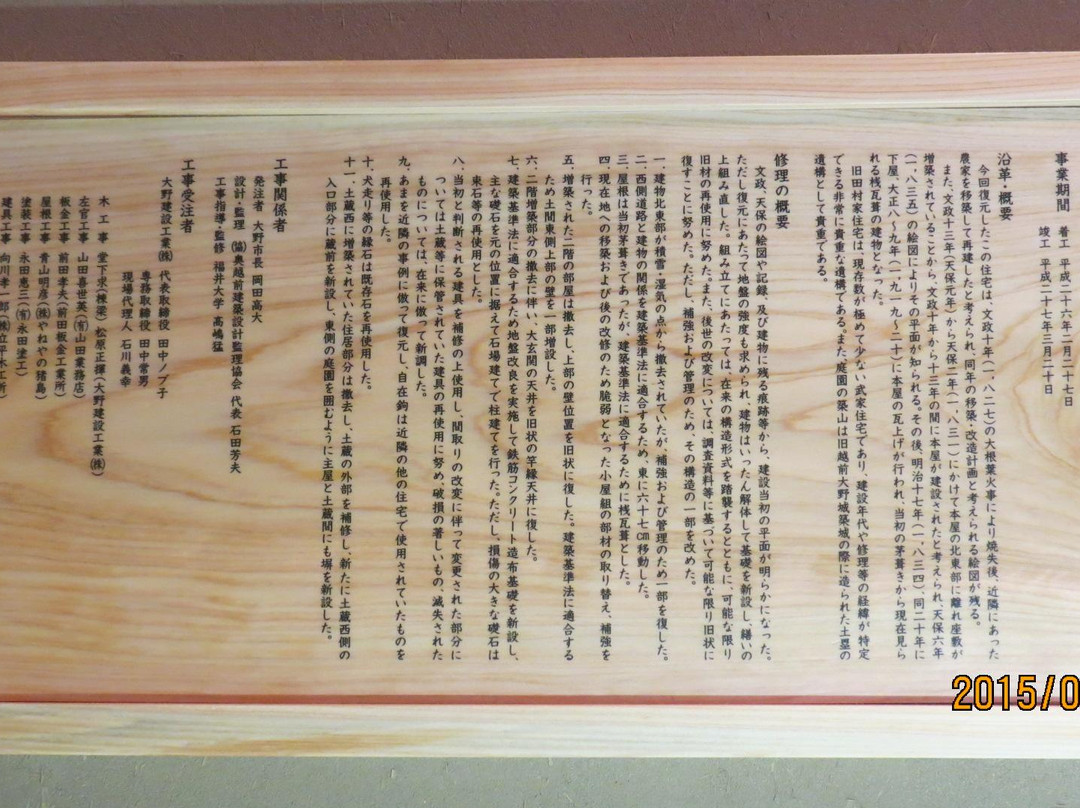 事業期間　着工　平成二十六年二月二十七日
竣工　平成二十七年三月二十日
沿革・概要
今回復元したこの住宅は、文政十年（一、八二七）の大根葉火事により焼失後、近隣にあった
農家を移築して再建したと考えられ、同年の移築・改造計画と考えられる絵図が残る。
また、文政十三年（天保元年）から天保二年（一、八三一）にかけて本屋の北東部に離れ座敷が
増築されていることから、文政十年から十三年の間に本屋が建設されたと考えられ、天保六年
（一、八三五）の絵図によりその平面が知られる。その後、明治十七年（一、八三四）、同二十年に
下屋、大正八〜九年（一、九一九〜九二十）に本屋の瓦上げが行われ、当初の茅葺きから現在見ら
れる桟瓦葺の建物となった。
旧田村家住宅は、現存数が極めて少ない武家住宅であり、建設年代や修理等の経緯が特定
できる非常に貴重な遺構である。また、庭園の築山は旧越前大野城築城の際に造られた土塁の
遺構として貴重である。
修理の概要
文政、天保の絵図や記録、及び建物に残る痕跡等から、建設当初の平面が明らかになった。
ただし復元にあたって地盤の強度も求められ、建物はいったん解体して基礎を新設し、繕いの
上組み直した。組み立てにあたっては、在来の構造形式を踏襲するとともに、可能な限り
旧材の再使用に努めた。また、後世の改変については、調査資料等に基づいて可能な限り旧状に
復すことに努めた。ただし、補強および管理のため、その構造の一部を改めた。
一、建物北東部が積雪・湿気の点から撤去されていたが、補強および管理のため一部を復した。
二、西側道路と建物の関係を建築基準法に適合するため、東に六十七cm移動した。
三、屋根は当初茅葺きであったが、建築基準法に適合するために桟瓦葺とした。
四、現在地への移築および後の改修のため脆弱となった小屋組の部材の取り替え、補強を
行った。
五、増築された二階の部屋は撤去し、上部の壁位置を旧状に復した。建築基準法に適合する
ため土間東側上部の壁を一部増設した。
六、二階増築部分の撤去に伴い、大玄関の天井を旧状の竿縁天井に復した。
七、建築基準法に適合するため地盤改良を実施して鉄筋コンクリート造布基礎を新設し、
主な礎石を元の位置に据えて石場建てで柱建てを行った。ただし、損傷の大きな礎石は
束石等の再使用とした。
八、当初と判断される建具を補修の上使用し、間取りの改変に伴って変更された部分に
ついては土蔵等に保管されていた建具の再使用に努め、破損の著しいもの、滅失された
ものについては、在来に倣って新調した。
九、あまを近隣の事例に倣って復元し、自在鈎は近隣の他の住宅で使用されていたものを
再使用した。
十、犬走り等の縁石は既存石を再使用した。
十一、土蔵西に増築されていた住居部分は撤去し、土蔵の外部を補修し、新たに土蔵西側の
入口部分に蔵前を新設し、東側の庭園を囲むように主屋と土蔵間にも塀を新設した。
工事関係者
発注者　大野市長　岡田高大
設計・監理　（協）奥越前建築設計監理協会　代表　石田芳夫
工事指導・監修　福井大学　高嶋猛
工事受注者
大野建設工業（株）　代表取締役　田中ノブ子
専務取締役　田中常男
現場代理人　石川義幸
木工事　堂下求（棟梁）　松原正揮（大野建設工業（株））
左官工事　山田喜世美（（有）山田業務店）
板金工事　前田孝夫（前田板金工業所）
屋根工事　青山明彦（（株）やねやの猪島）
塗装工事　永田恵三（（有）永田塗工）
建具工事　向川孝一郎（（株）立平木工所）
2015/0